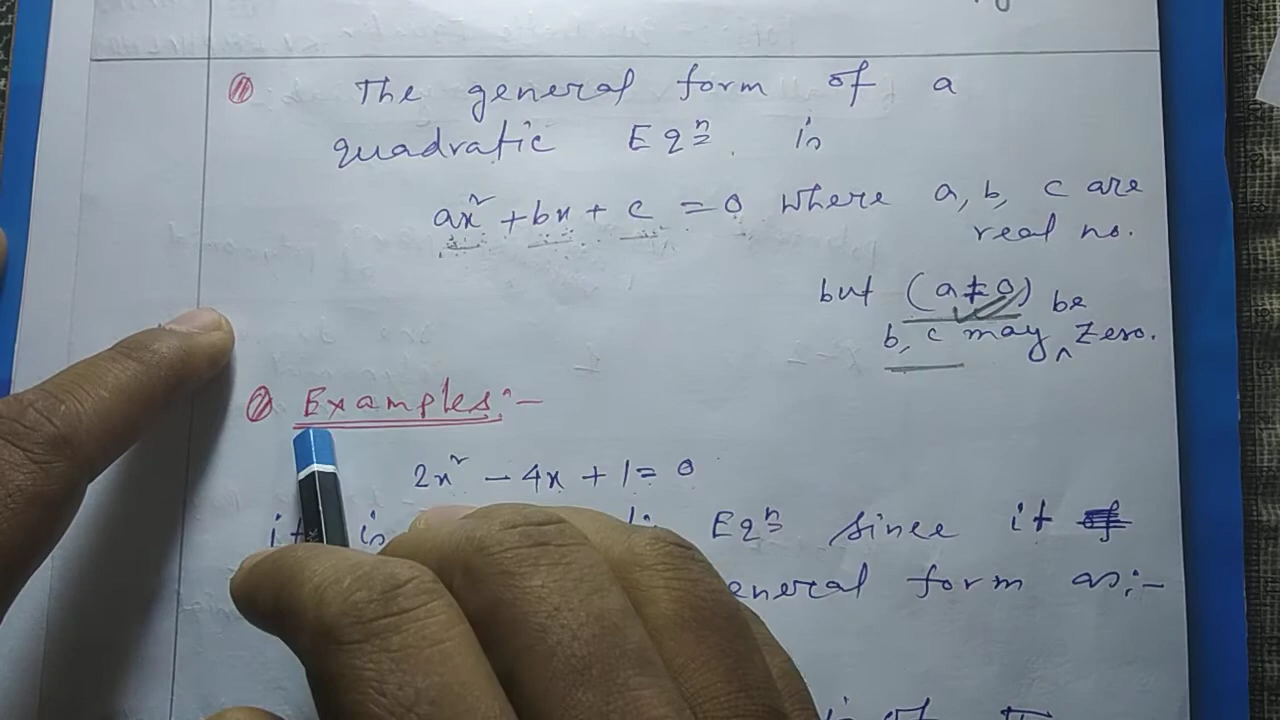 The general form of a
quadratic Eqn is
ax² + bx + c = 0 where a, b, c are
real no.
but (a ≠ 0)
b, c may be zero.
Examples:-
2x² - 4x + 1 = 0
it is Eqn since it
general form as:-